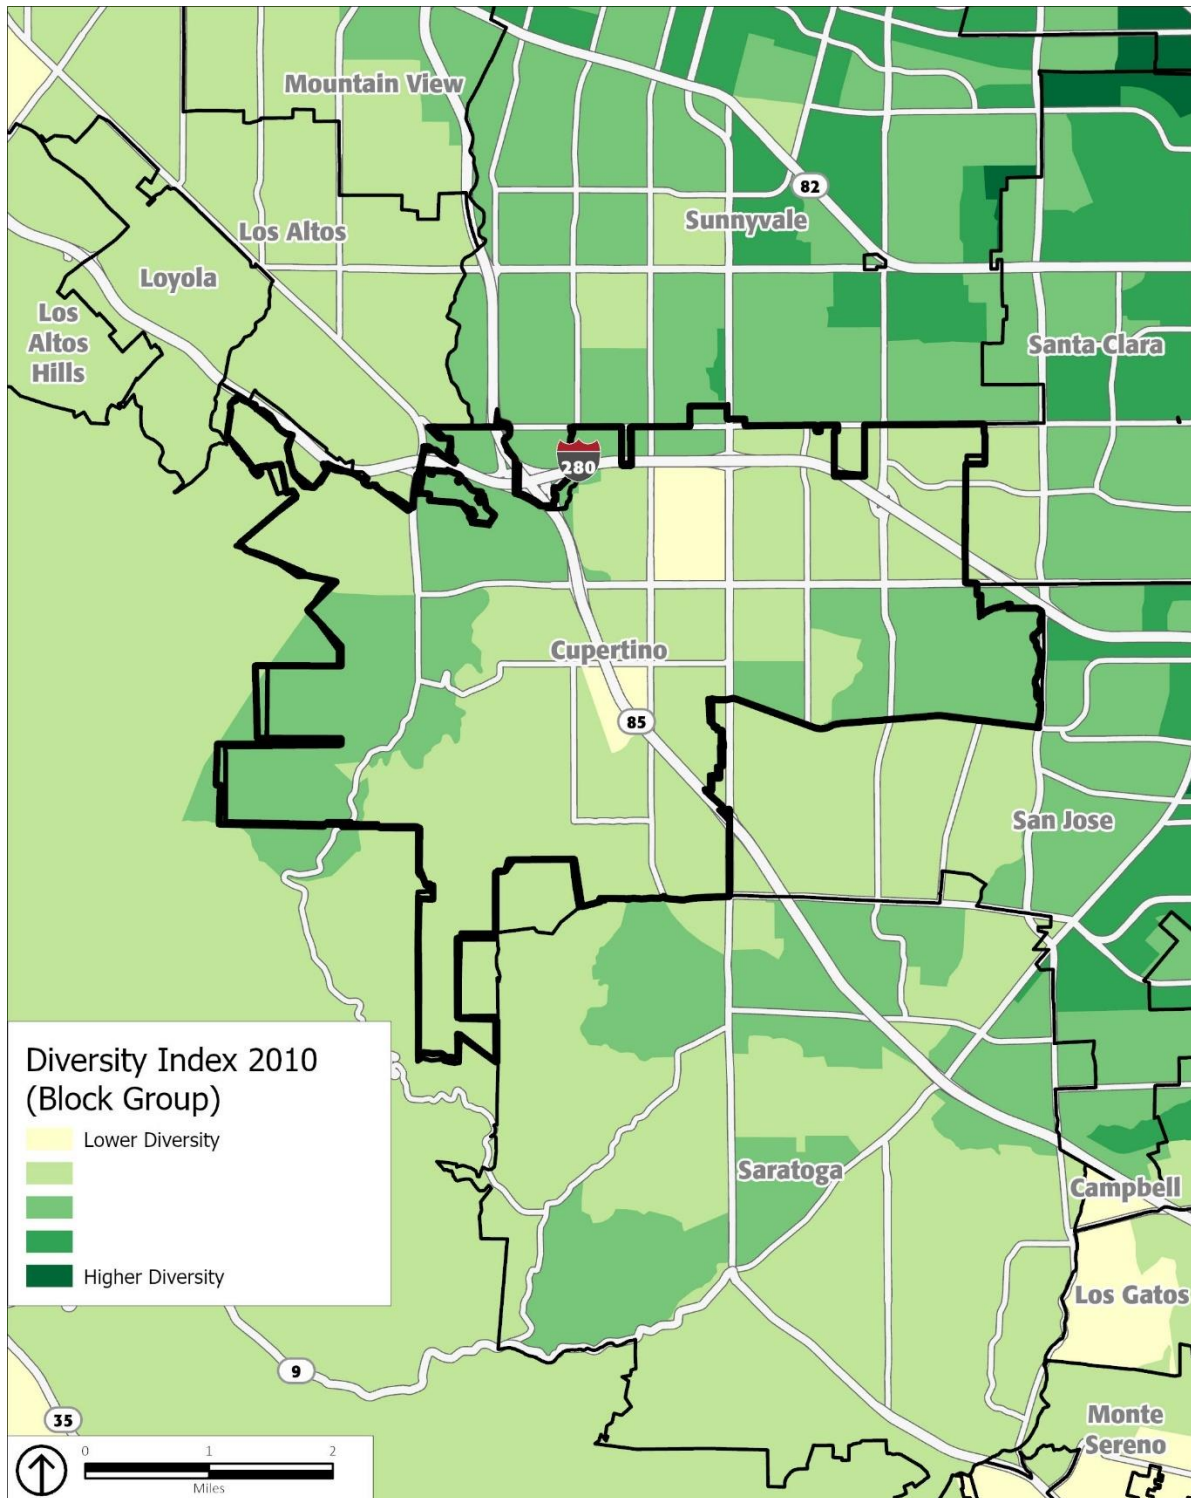 Mountain View
82
Sunnyvale
Los Altos
Loyola
Los
Altos
Hills
Santa Clara
280
Cupertino
85
San Jose
Diversity Index 2010
(Block Group)
Lower Diversity
Higher Diversity
Saratoga
Campbell
Los Gatos
9
35
Monte
Sereno
0 1 2
Miles